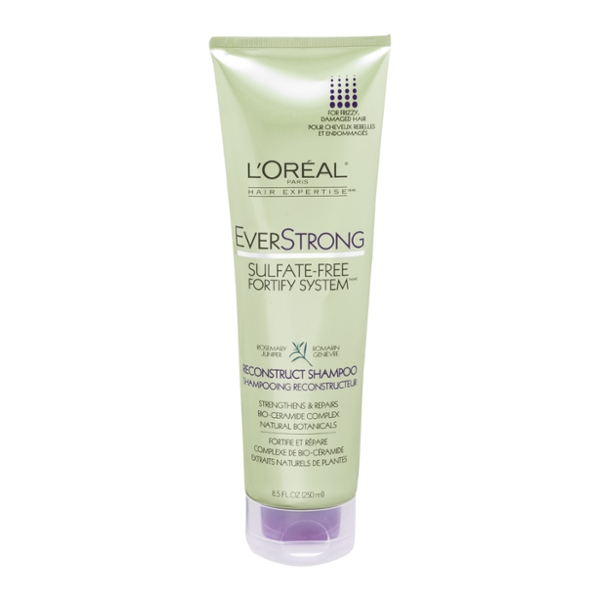 FOR FRIZZY,
DAMAGED HAIR
POUR CHEVEUX REBELLES
ET ENDOMMAGÉS
L'ORÉAL®
PARIS
HAIR EXPERTISE™
EVERSTRONG
SULFATE-FREE
FORTIFY SYSTEM™
ROSEMARY ROMARIN
JUNIPER GENIÈVRE
RECONSTRUCT SHAMPOO
SHAMPOOING RECONSTRUCTEUR
STRENGTHENS & REPAIRS
BIO-CERAMIDE COMPLEX
NATURAL BOTANICALS
FORTIFIE ET RÉPARE
COMPLEXE DE BIO-CÉRAMIDE
EXTRAITS NATURELS DE PLANTES
8.5 FL OZ (250 ml)